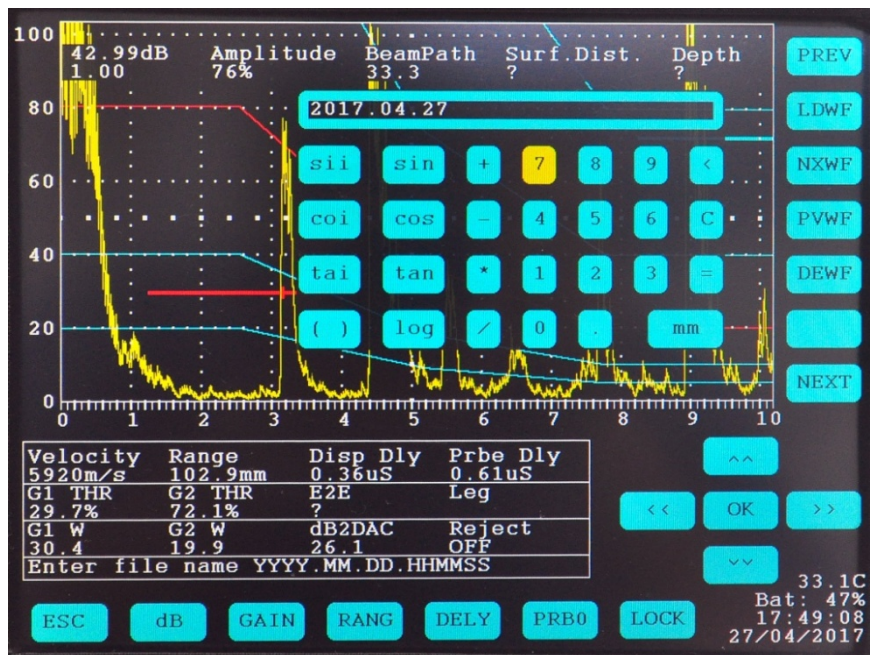 100
42.99dB Amplitude BeamPath Surf.Dist. Depth
1.00 76% 33.3 ? ?
PREV
80
2017.04.27
LDWF
sii sin + 7 8 9 <
NXWF
60
coi cos - 4 5 6 C
PVWF
40
tai tan * 1 2 3 =
DEWF
20
( ) log / 0 . mm
NEXT
0
0 1 2 3 4 5 6 7 8 9 10
Velocity Range Disp Dly Prbe Dly
5920m/s 102.9mm 0.36uS 0.61uS
G1 THR G2 THR E2E Leg
29.7% 72.1% ?
G1 W G2 W dB2DAC Reject
30.4 19.9 26.1 OFF
Enter file name YYYY.MM.DD.HHMMSS
^^
<< OK >>
vv
ESC dB GAIN RANG DELY PRB0 LOCK
33.1C
Bat: 47%
17:49:08
27/04/2017